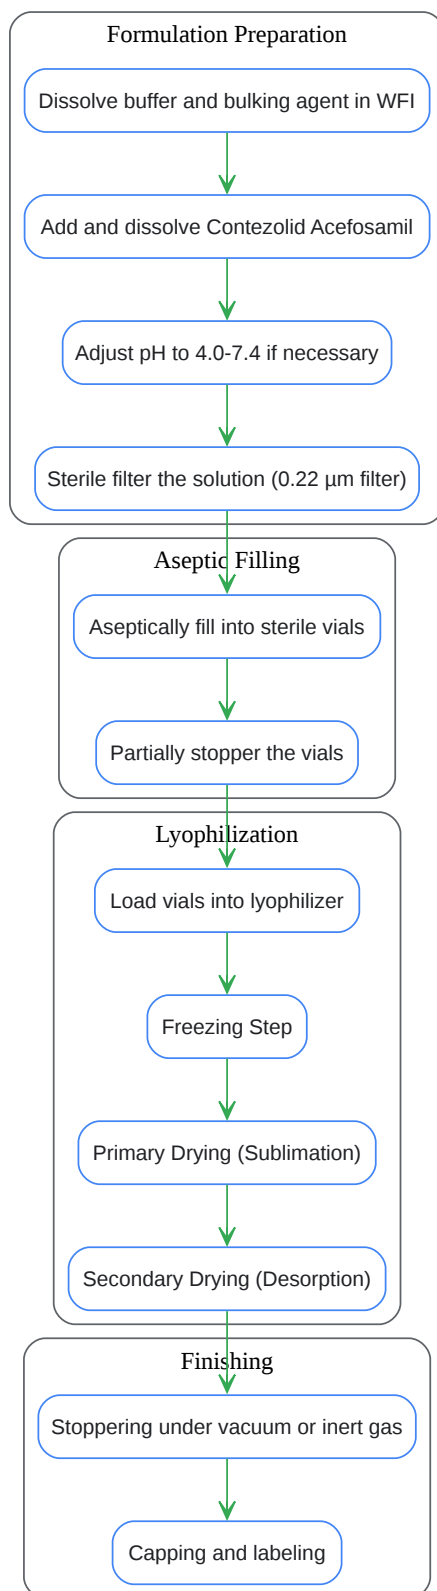 Formulation Preparation
Dissolve buffer and bulking agent in WFI
Add and dissolve Contezolid Acefosamil
Adjust pH to 4.0-7.4 if necessary
Sterile filter the solution (0.22 µm filter)
Aseptic Filling
Aseptically fill into sterile vials
Partially stopper the vials
Lyophilization
Load vials into lyophilizer
Freezing Step
Primary Drying (Sublimation)
Secondary Drying (Desorption)
Finishing
Stoppering under vacuum or inert gas
Capping and labeling